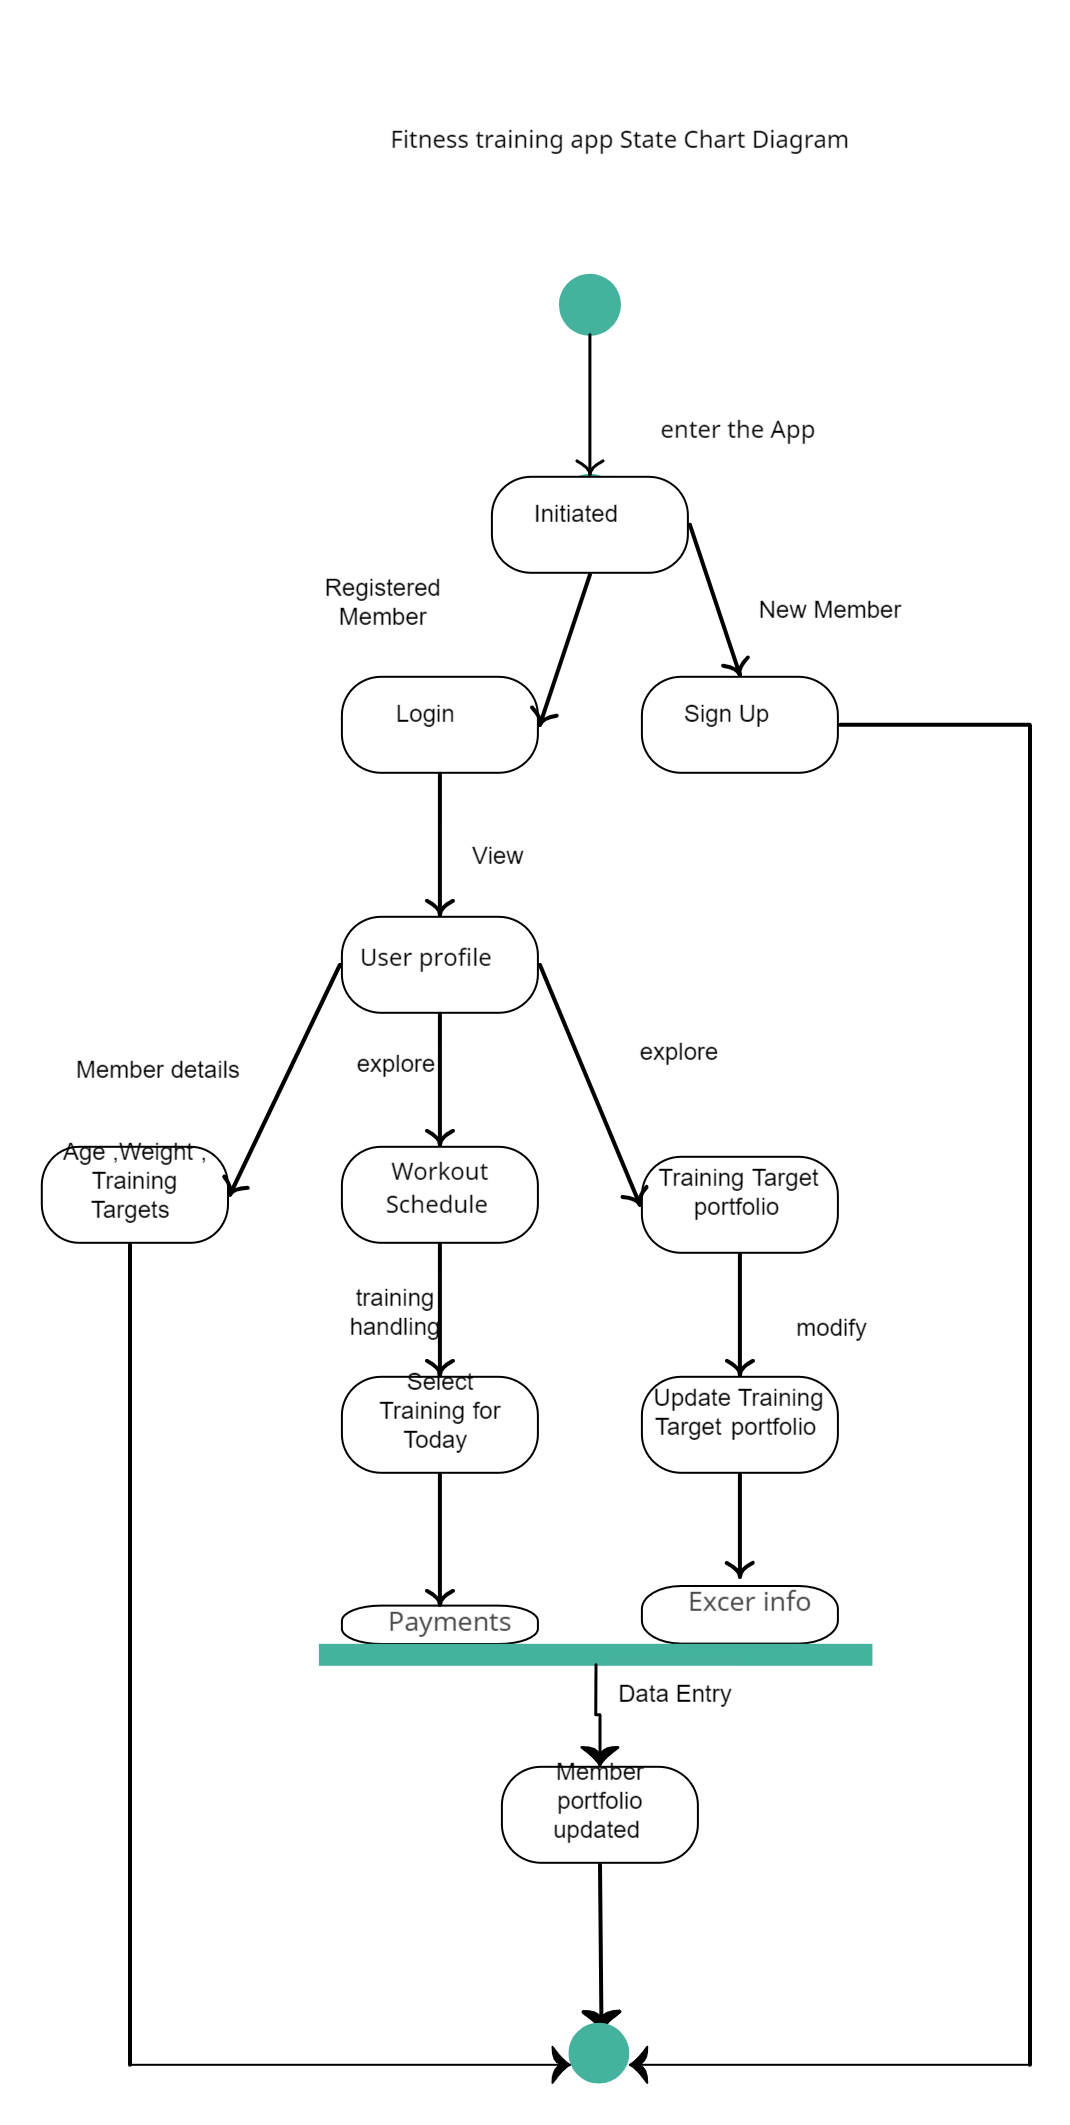 Fitness training app State Chart Diagram
enter the App
Initiated
Registered
Member
New Member
Login
Sign Up
View
User profile
Member details
explore
explore
Age ,Weight ,
Training
Targets
Workout
Schedule
Training Target
portfolio
training
handling
modify
Select
Training for
Today
Update Training
Target portfolio
Payments
Excer info
Data Entry
Member
portfolio
updated